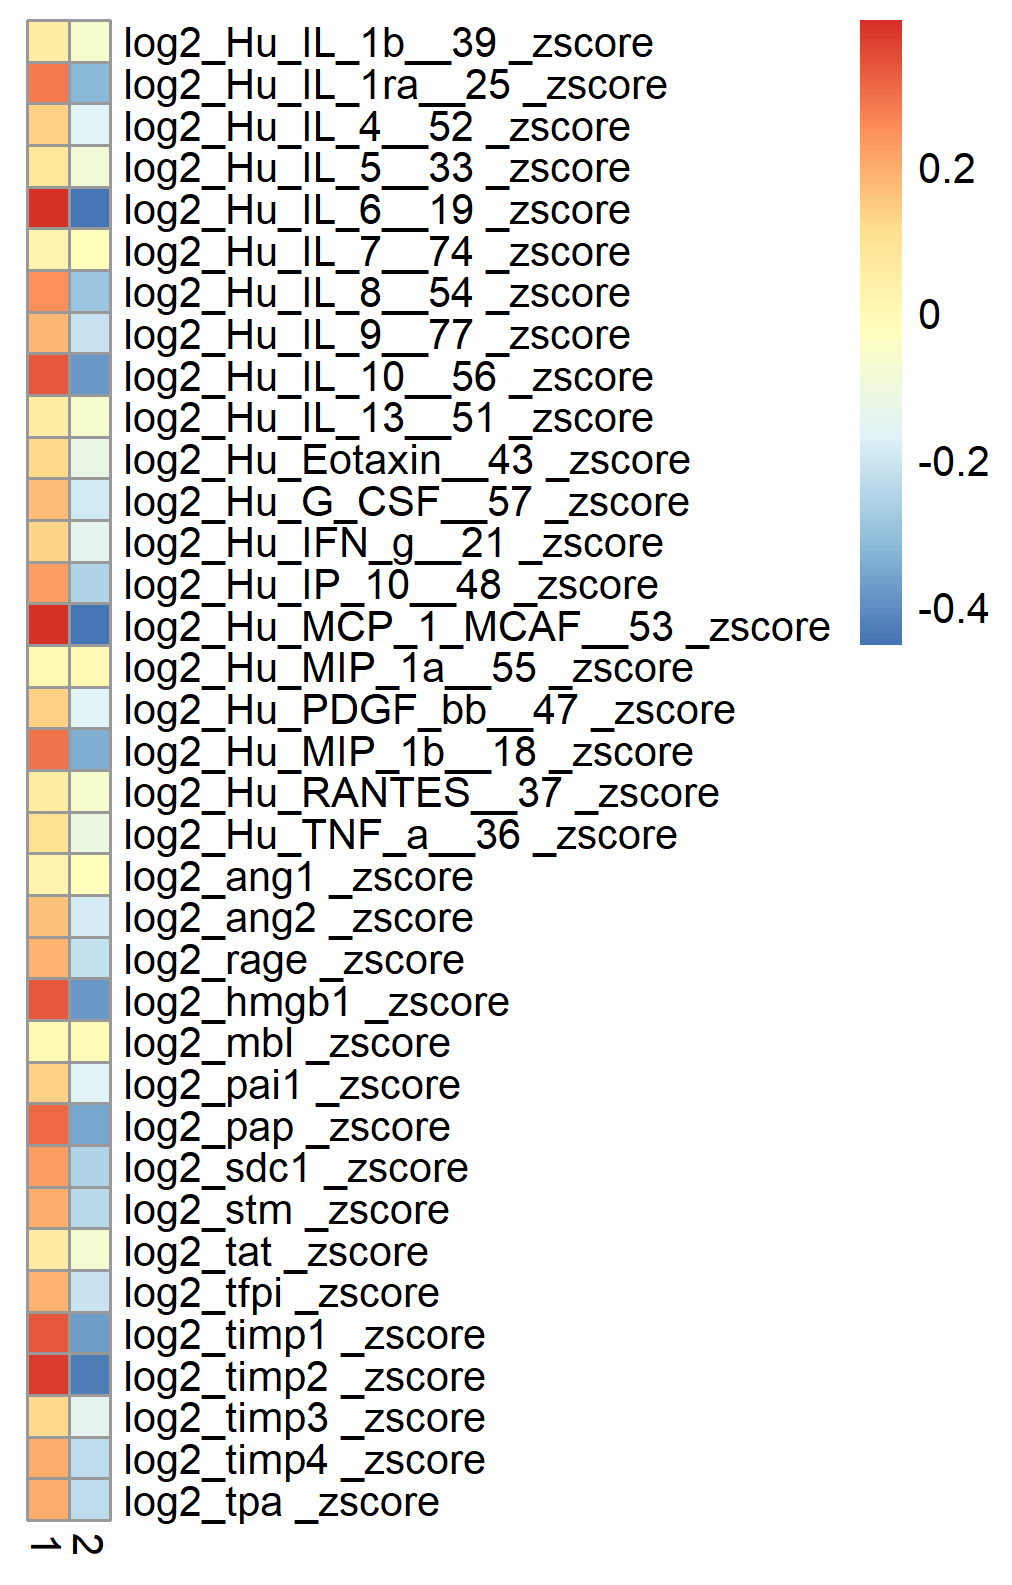 log2_Hu_IL_1b__39 _zscore
log2_Hu_IL_1ra__25 _zscore
log2_Hu_IL_4__52 _zscore
log2_Hu_IL_5__33 _zscore
log2_Hu_IL_6__19 _zscore
log2_Hu_IL_7__74 _zscore
log2_Hu_IL_8__54 _zscore
log2_Hu_IL_9__77 _zscore
log2_Hu_IL_10__56 _zscore
log2_Hu_IL_13__51 _zscore
log2_Hu_Eotaxin__43 _zscore
log2_Hu_G_CSF__57 _zscore
log2_Hu_IFN_g__21 _zscore
log2_Hu_IP_10__48 _zscore
log2_Hu_MCP_1_MCAF__53 _zscore
log2_Hu_MIP_1a__55 _zscore
log2_Hu_PDGF_bb__47 _zscore
log2_Hu_MIP_1b__18 _zscore
log2_Hu_RANTES__37 _zscore
log2_Hu_TNF_a__36 _zscore
log2_ang1 _zscore
log2_ang2 _zscore
log2_rage _zscore
log2_hmgb1 _zscore
log2_mbl _zscore
log2_pai1 _zscore
log2_pap _zscore
log2_sdc1 _zscore
log2_stm _zscore
log2_tat _zscore
log2_tfpi _zscore
log2_timp1 _zscore
log2_timp2 _zscore
log2_timp3 _zscore
log2_timp4 _zscore
log2_tpa _zscore
1 2
0.2
0
-0.2
-0.4